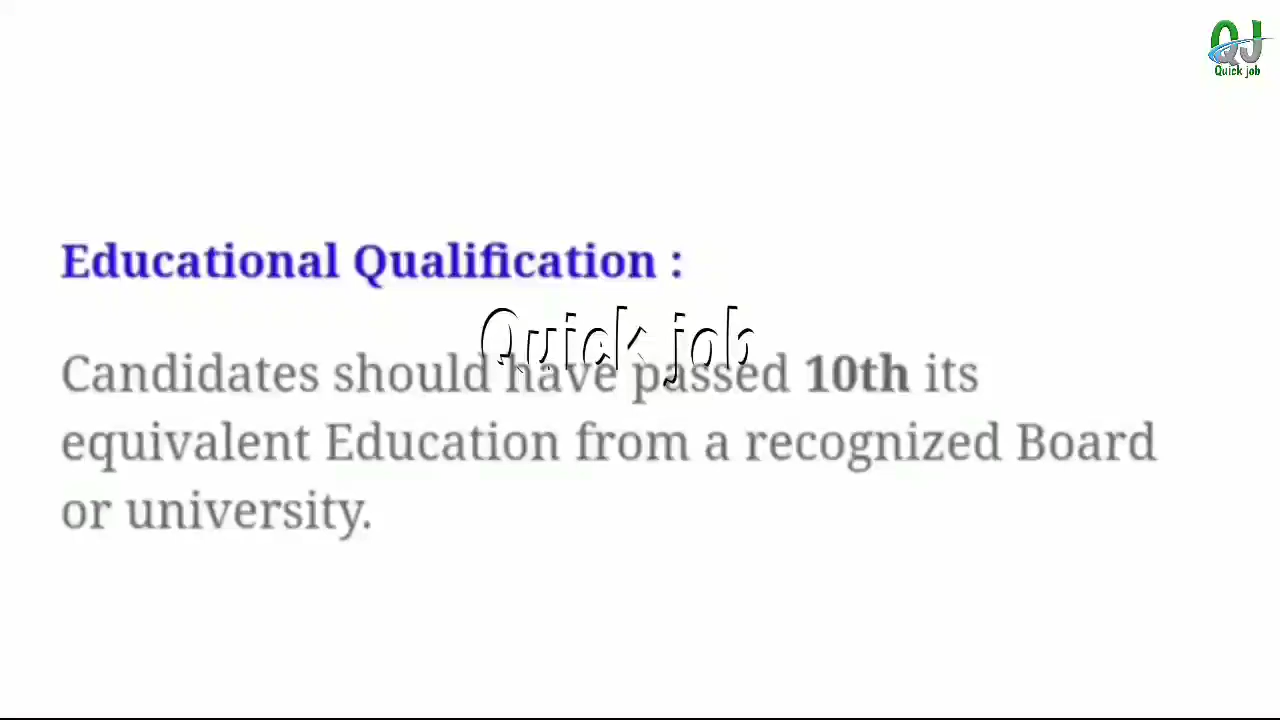 QJ
Quick job
Educational Qualification :
Quick job
Candidates should have passed 10th its
equivalent Education from a recognized Board
or university.